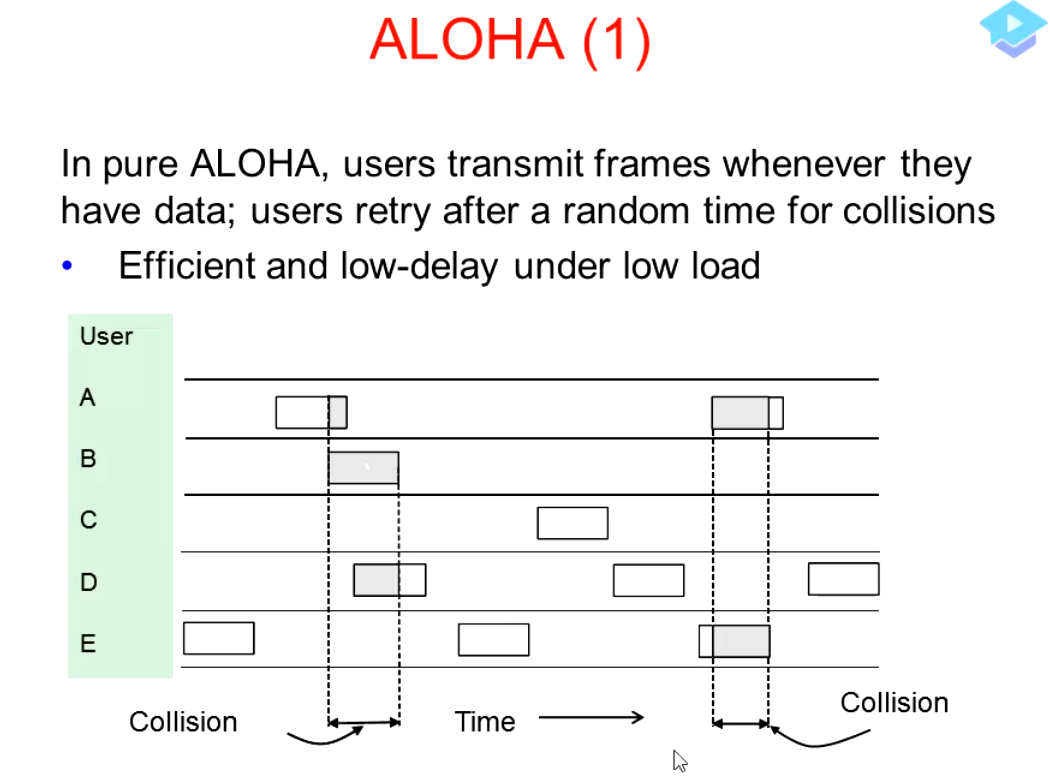 ALOHA (1)
In pure ALOHA, users transmit frames whenever they
have data; users retry after a random time for collisions
• Efficient and low-delay under low load
User
A
B
C
D
E
Collision
Time
Collision